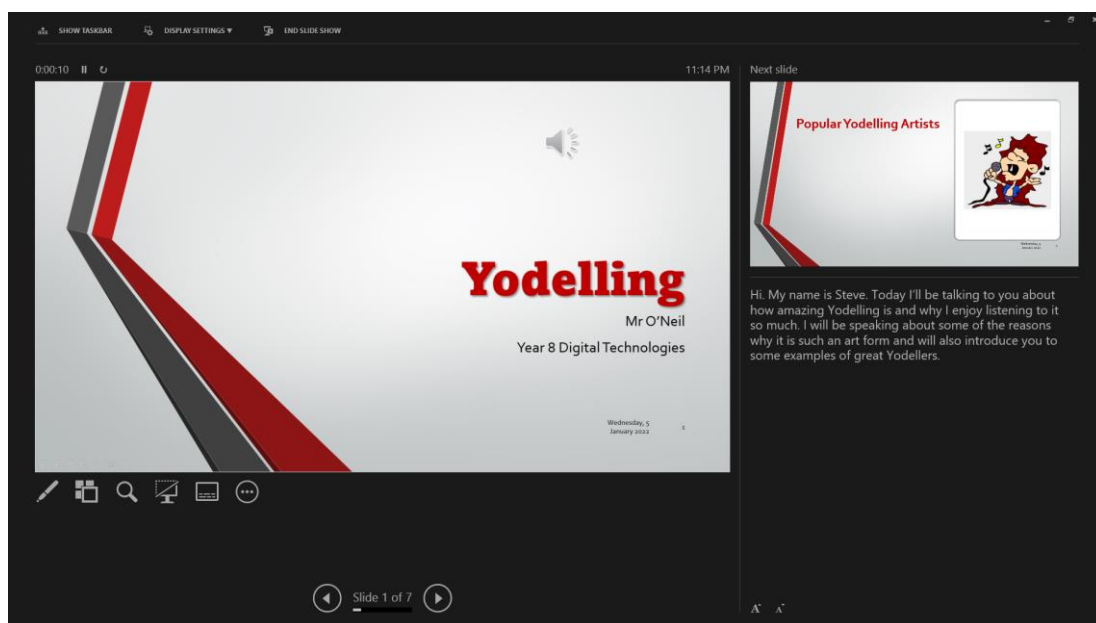 SHOW TASKBAR DISPLAY SETTINGS ▼ END SLIDE SHOW
0:00:10 11:14 PM
Yodelling
Mr O'Neil
Year 8 Digital Technologies
Wednesday, 5
January 2022
Slide 1 of 7
Next slide
Popular Yodelling Artists
Wednesday, 5
January 2022
Hi. My name is Steve. Today I'll be talking to you about
how amazing Yodelling is and why I enjoy listening to it
so much. I will be speaking about some of the reasons
why it is such an art form and will also introduce you to
some examples of great Yodellers.
A A